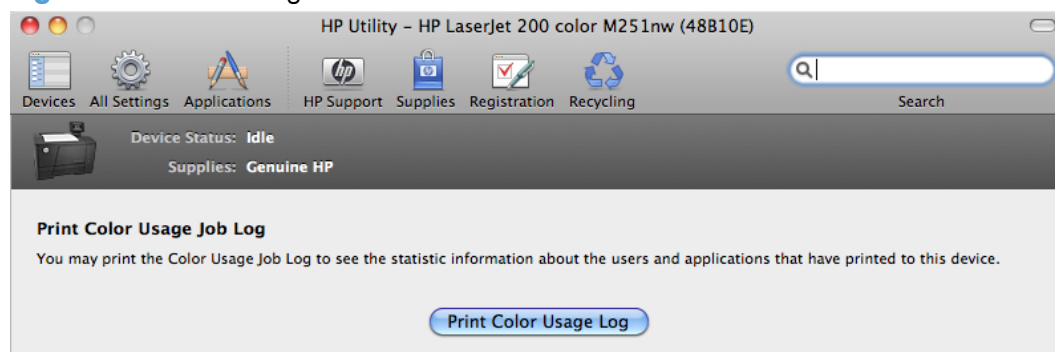 HP Utility – HP LaserJet 200 color M251nw (48B10E)
Devices All Settings Applications HP Support Supplies Registration Recycling Search
Device Status: Idle
Supplies: Genuine HP
Print Color Usage Job Log
You may print the Color Usage Job Log to see the statistic information about the users and applications that have printed to this device.
Print Color Usage Log